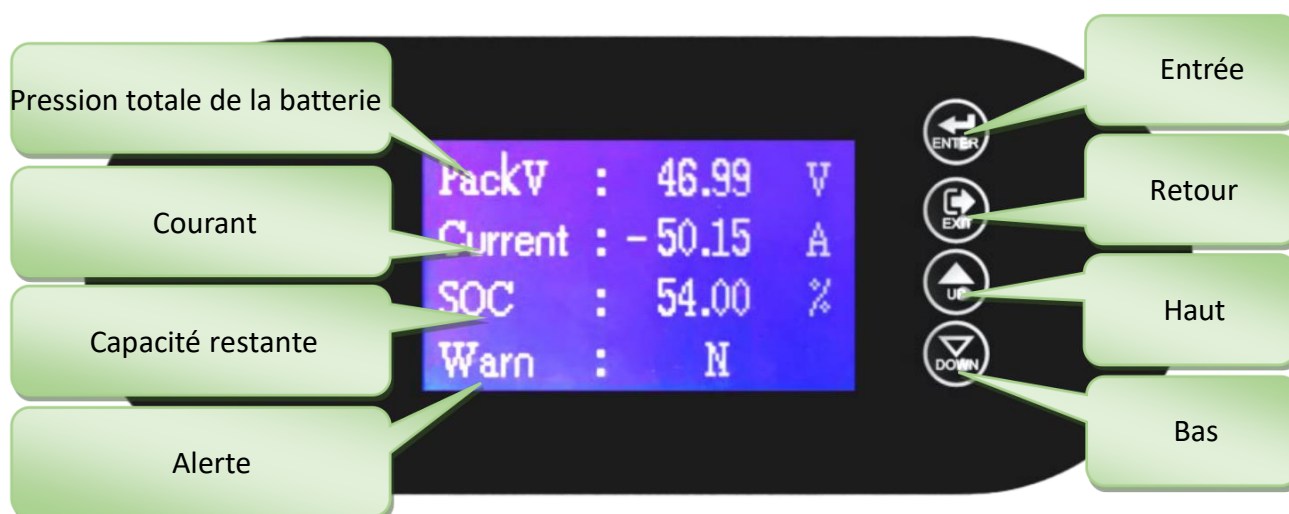 Pression totale de la batterie
Courant
Capacité restante
Alerte
PackV : 46.99 V
Current : -50.15 A
SOC : 54.00 %
Warn : N
ENTER
EXIT
UP
DOWN
Entrée
Retour
Haut
Bas